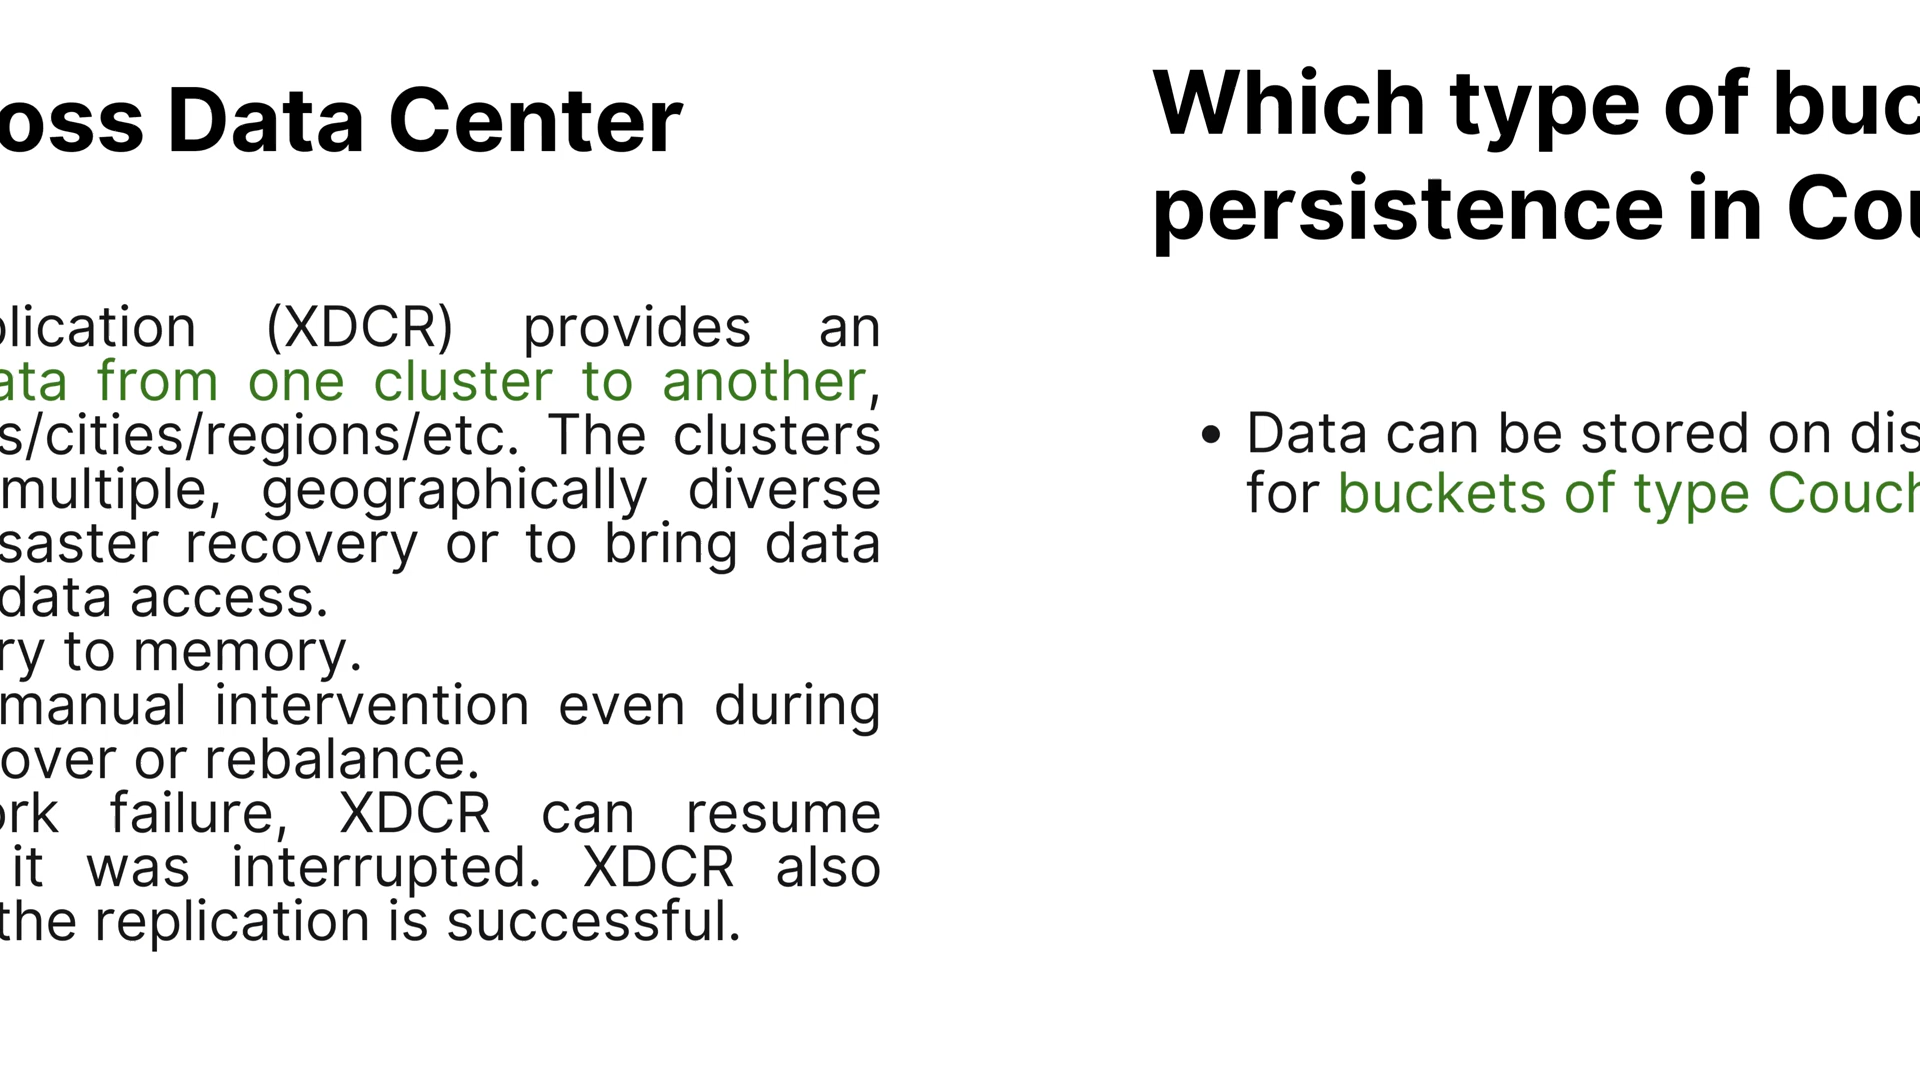 oss Data Center
plication (XDCR) provides an
ata from one cluster to another,
s/cities/regions/etc. The clusters
multiple, geographically diverse
saster recovery or to bring data
data access.
ry to memory.
manual intervention even during
over or rebalance.
ork failure, XDCR can resume
it was interrupted. XDCR also
the replication is successful.
Which type of buc
persistence in Cou
• Data can be stored on dis
for buckets of type Couch